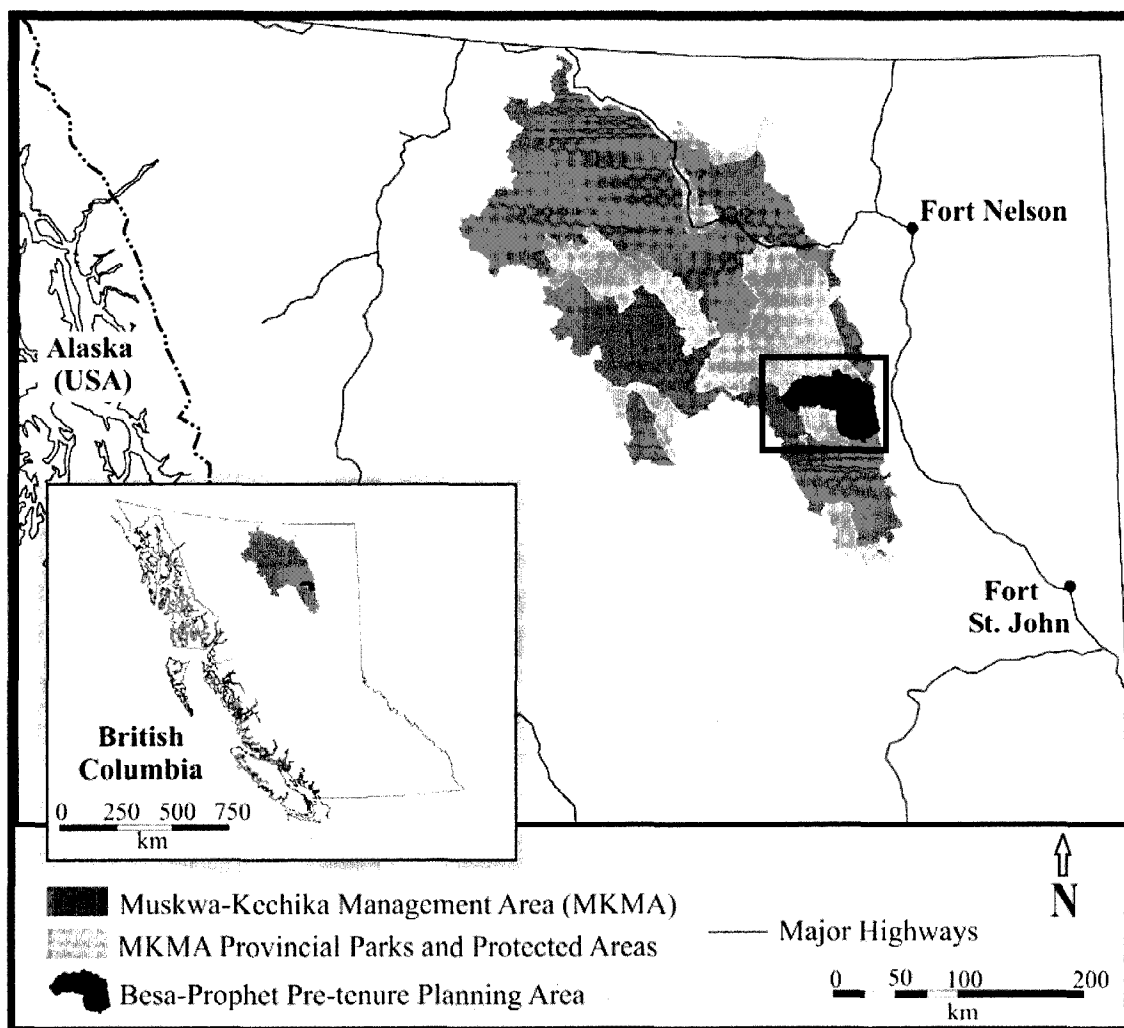 Fort Nelson
Alaska
(USA)
Fort
St. John
British
Columbia
0 250 500 750
km
N
Muskwa-Kechika Management Area (MKMA)
MKMA Provincial Parks and Protected Areas
Besa-Prophet Pre-tenure Planning Area
Major Highways
0 50 100 200
km